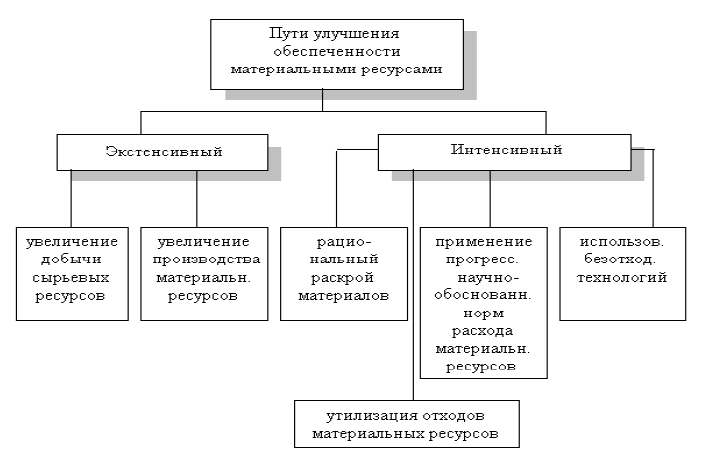 Пути улучшения
обеспеченности
материальными ресурсами
Экстенсивный
Интенсивный
увеличение
добычи
сырьевых
ресурсов
увеличение
производства
материальн.
ресурсов
рацио-
нальный
раскрой
материалов
применение
прогресс.
научно-
обоснованн.
норм
расхода
материальн.
ресурсов
использов.
безотход.
технологий
утилизация отходов
материальных ресурсов